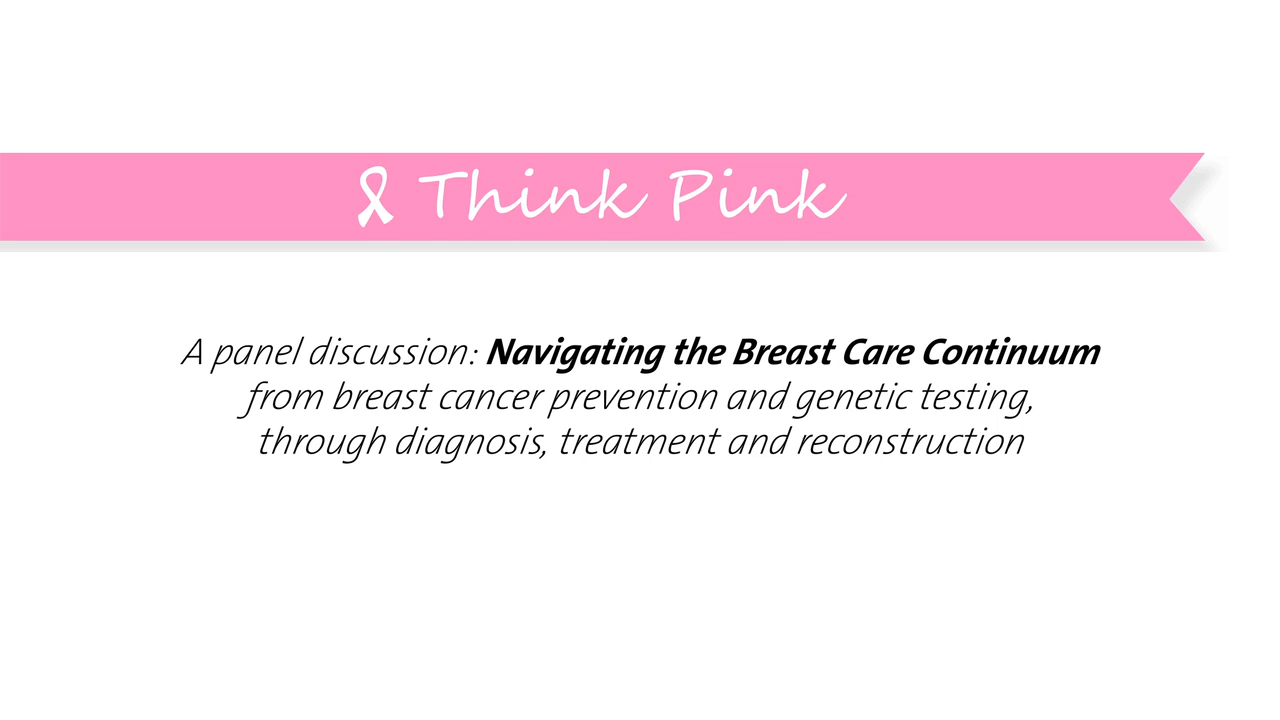 Think Pink
A panel discussion: Navigating the Breast Care Continuum
from breast cancer prevention and genetic testing,
through diagnosis, treatment and reconstruction